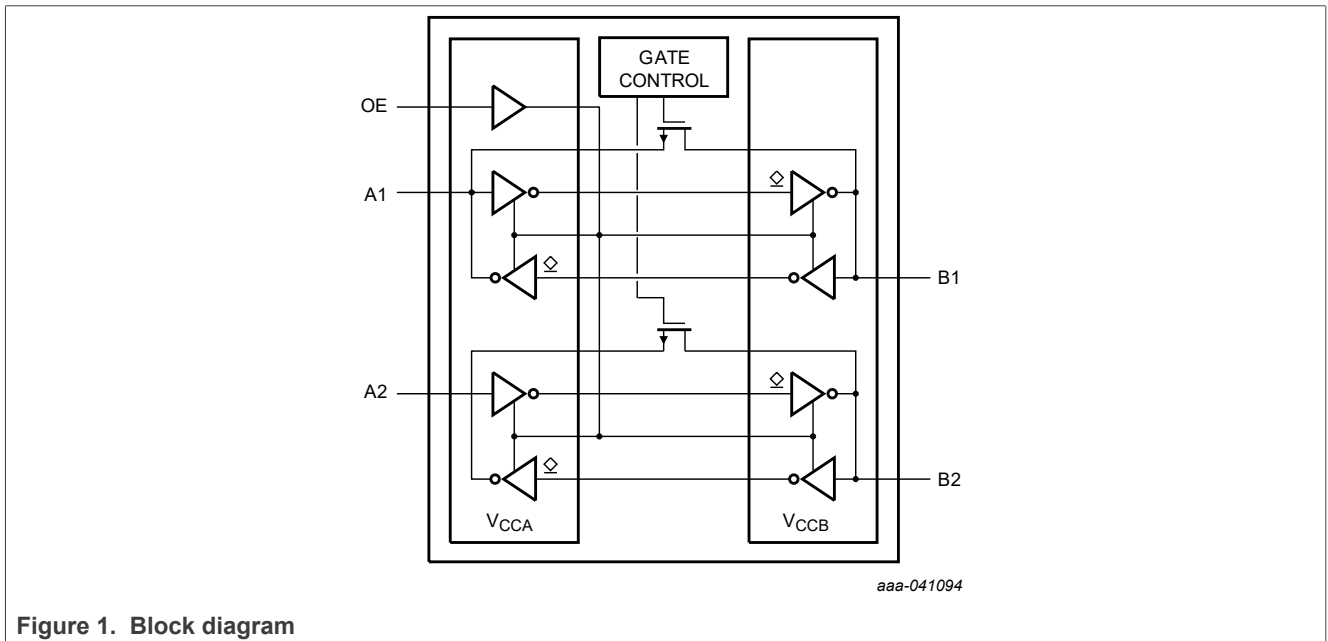 GATE
CONTROL
OE
A1
B1
A2
B2
VCCA
VCCB
aaa-041094
Figure 1. Block diagram